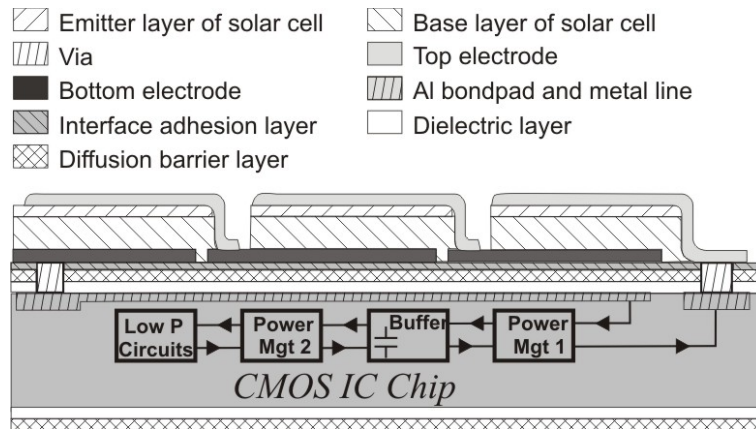 Emitter layer of solar cell
Base layer of solar cell
Via
Top electrode
Bottom electrode
Al bondpad and metal line
Interface adhesion layer
Dielectric layer
Diffusion barrier layer
Low P
Circuits
Power
Mgt 2
Buffer
Power
Mgt 1
CMOS IC Chip